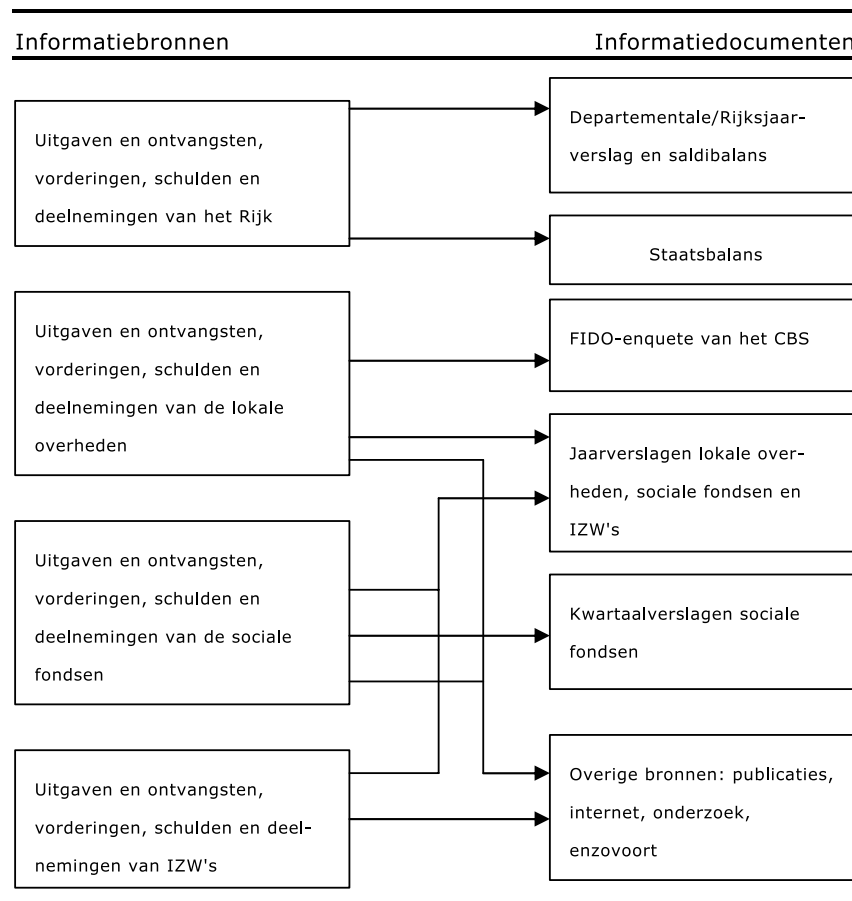 Informatiebronnen Informatiedocumenten
Uitgaven en ontvangsten,
vorderingen, schulden en
deelnemingen van het Rijk
Departementale/Rijksjaar-
verslag en saldibalans
Staatsbalans
Uitgaven en ontvangsten,
vorderingen, schulden en
deelnemingen van de lokale
overheden
FIDO-enquete van het CBS
Jaarverslagen lokale over-
heden, sociale fondsen en
IZW's
Uitgaven en ontvangsten,
vorderingen, schulden en
deelnemingen van de sociale
fondsen
Kwartaalverslagen sociale
fondsen
Uitgaven en ontvangsten,
vorderingen, schulden en deel-
nemingen van IZW's
Overige bronnen: publicaties,
internet, onderzoek,
enzovoort